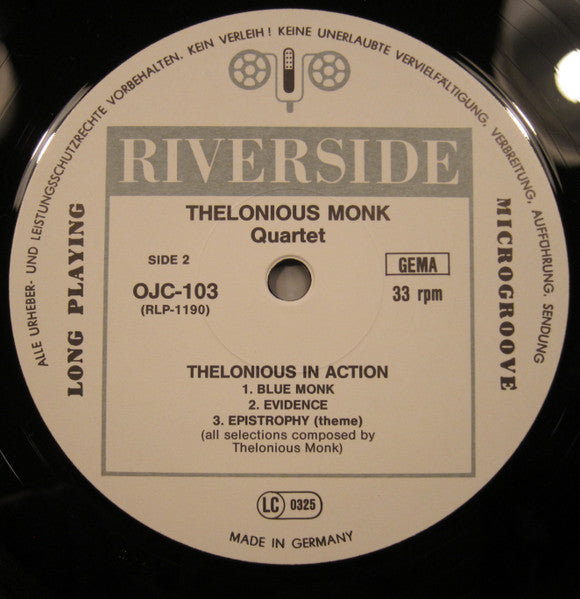 ALLE URHEBER- UND LEISTUNGSSCHUTZRECHTE VORBEHALTEN. KEIN VERLEIH! KEINE UNERLAUBTE VERVIELFÄLTIGUNG, VERBREITUNG, AUFFÜHRUNG, SENDUNG
RIVERSIDE
LONG PLAYING
MICROGROOVE
THELONIOUS MONK
Quartet
SIDE 2
GEMA
OJC-103
33 rpm
(RLP-1190)
THELONIOUS IN ACTION
1. BLUE MONK
2. EVIDENCE
3. EPISTROPHY (theme)
(all selections composed by
Thelonious Monk)
LC 0325
MADE IN GERMANY